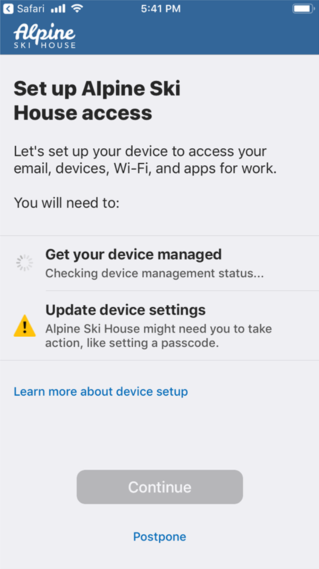 Safari 5:41 PM
Alpine
SKI HOUSE
Set up Alpine Ski
House access
Let's set up your device to access your
email, devices, Wi-Fi, and apps for work.
You will need to:
Get your device managed
Checking device management status...
Update device settings
Alpine Ski House might need you to take
action, like setting a passcode.
Learn more about device setup
Continue
Postpone